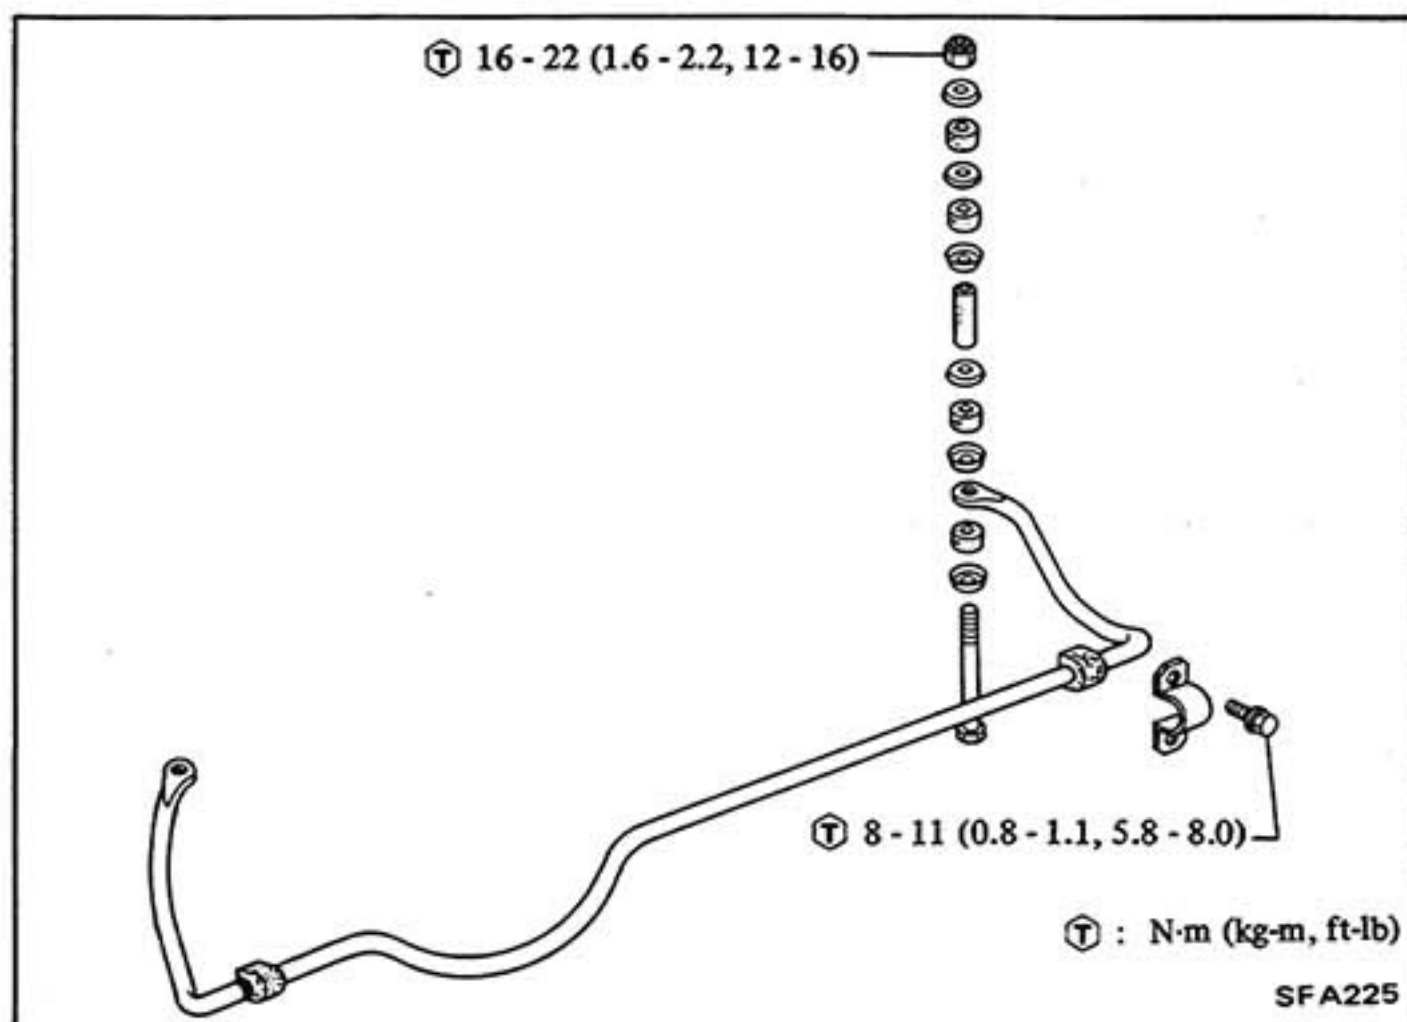 Ⓣ 16 - 22 (1.6 - 2.2, 12 - 16)
Ⓣ 8 - 11 (0.8 - 1.1, 5.8 - 8.0)
Ⓣ : N·m (kg-m, ft-lb)
SFA225